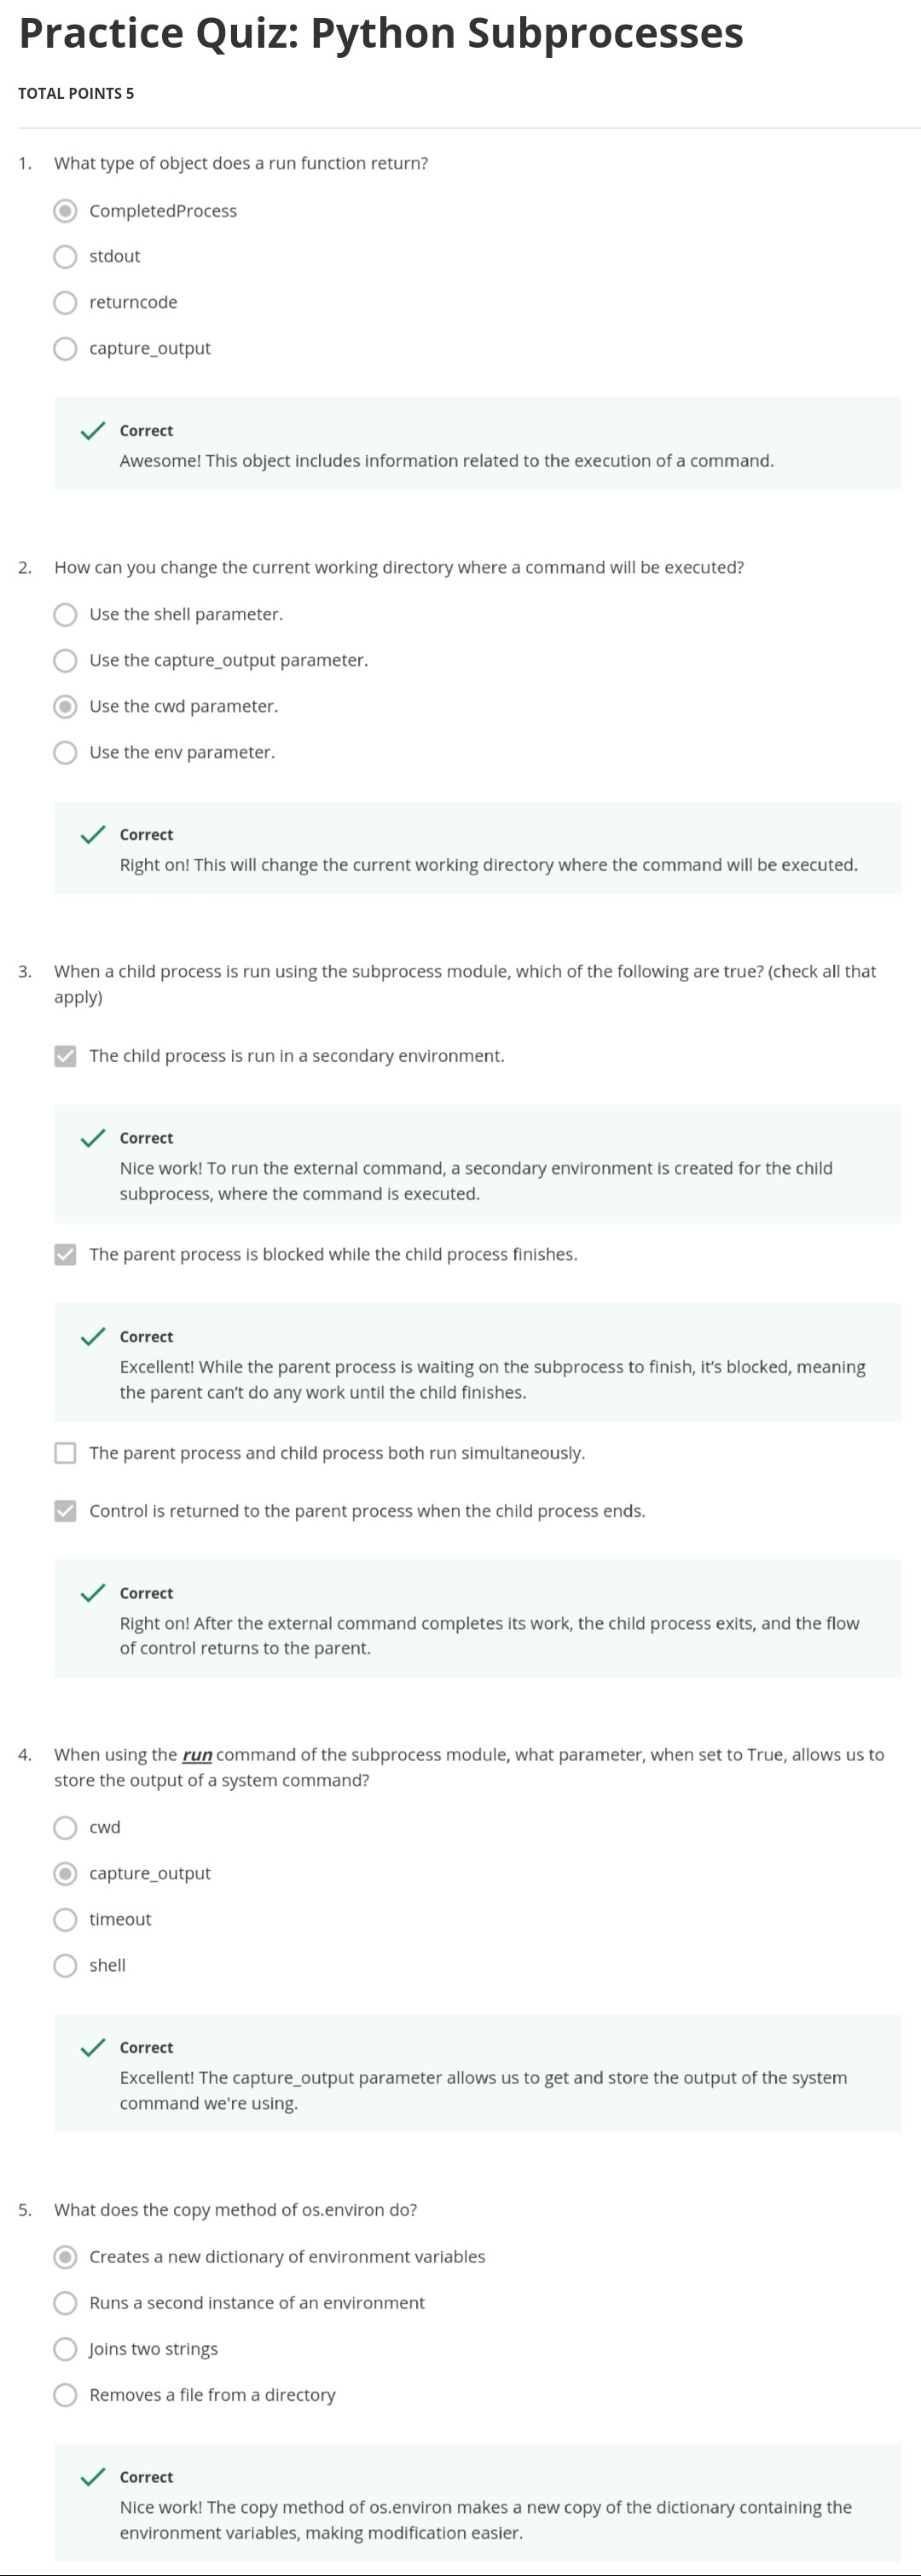 Practice Quiz: Python Subprocesses
TOTAL POINTS 5
1. What type of object does a run function return?
CompletedProcess
stdout
returncode
capture_output
Correct
Awesome! This object includes information related to the execution of a command.
2. How can you change the current working directory where a command will be executed?
Use the shell parameter.
Use the capture_output parameter.
Use the cwd parameter.
Use the env parameter.
Correct
Right on! This will change the current working directory where the command will be executed.
3. When a child process is run using the subprocess module, which of the following are true? (check all that
apply)
The child process is run in a secondary environment.
Correct
Nice work! To run the external command, a secondary environment is created for the child
subprocess, where the command is executed.
The parent process is blocked while the child process finishes.
Correct
Excellent! While the parent process is waiting on the subprocess to finish, it’s blocked, meaning
the parent can’t do any work until the child finishes.
The parent process and child process both run simultaneously.
Control is returned to the parent process when the child process ends.
Correct
Right on! After the external command completes its work, the child process exits, and the flow
of control returns to the parent.
4. When using the run command of the subprocess module, what parameter, when set to True, allows us to
store the output of a system command?
cwd
capture_output
timeout
shell
Correct
Excellent! The capture_output parameter allows us to get and store the output of the system
command we're using.
5. What does the copy method of os.environ do?
Creates a new dictionary of environment variables
Runs a second instance of an environment
Joins two strings
Removes a file from a directory
Correct
Nice work! The copy method of os.environ makes a new copy of the dictionary containing the
environment variables, making modification easier.